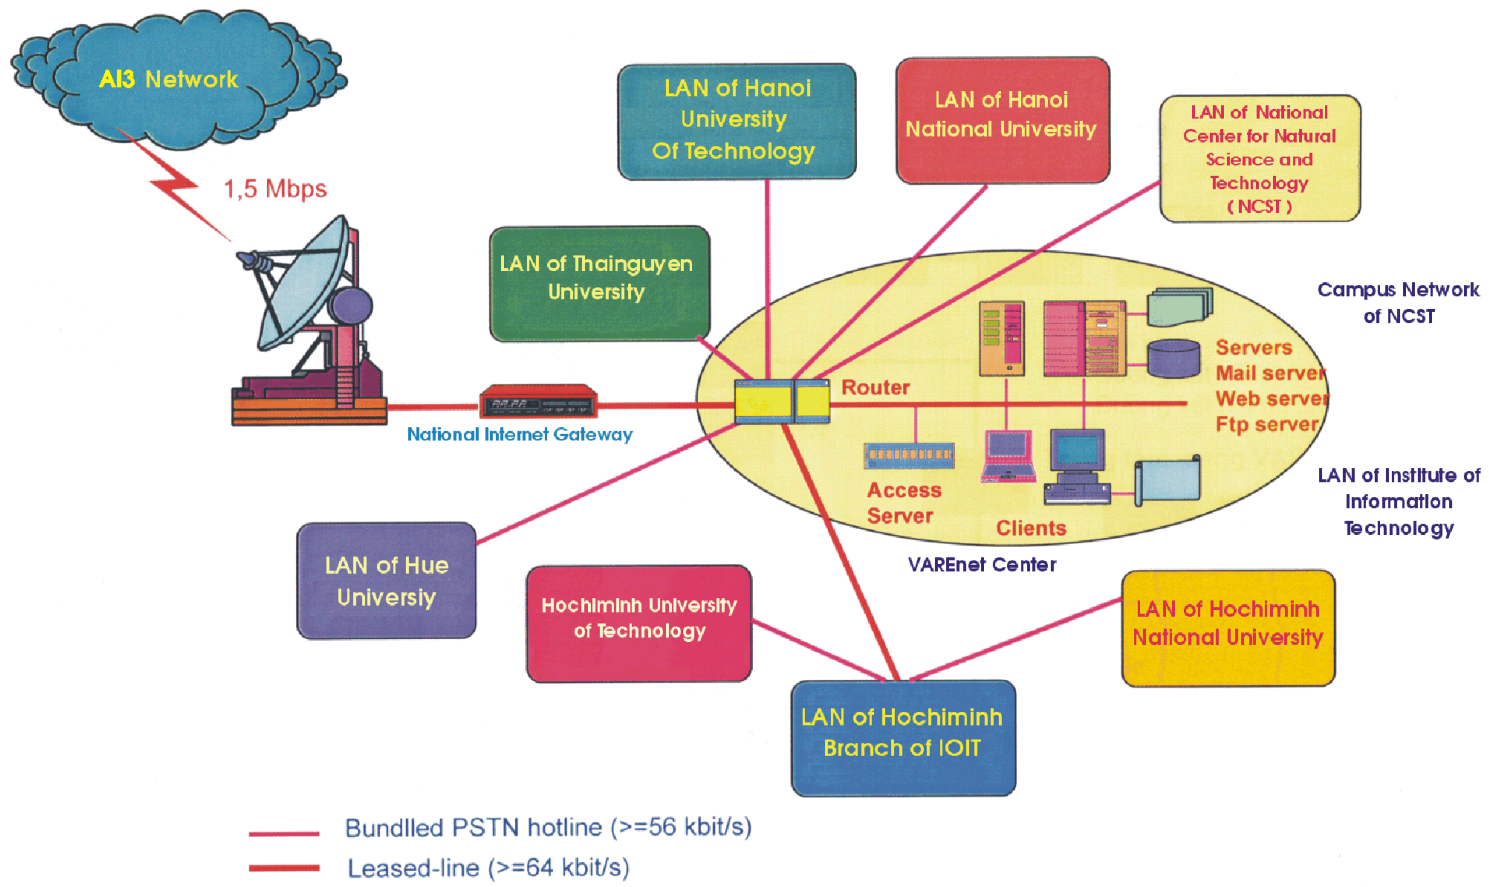 AI3 Network
1,5 Mbps
LAN of Hanoi
University
Of Technology
LAN of Hanoi
National University
LAN of National
Center for Natural
Science and
Technology
( NCST )
LAN of Thainguyen
University
Campus Network
of NCST
Servers
Mail server
Web server
Ftp server
Router
National Internet Gateway
Access
Server
Clients
LAN of Institute of
Information
Technology
VAREnet Center
LAN of Hue
Universiy
Hochiminh University
of Technology
LAN of Hochiminh
National University
LAN of Hochiminh
Branch of IOIT
Bundlled PSTN hotline (>=56 kbit/s)
Leased-line (>=64 kbit/s)